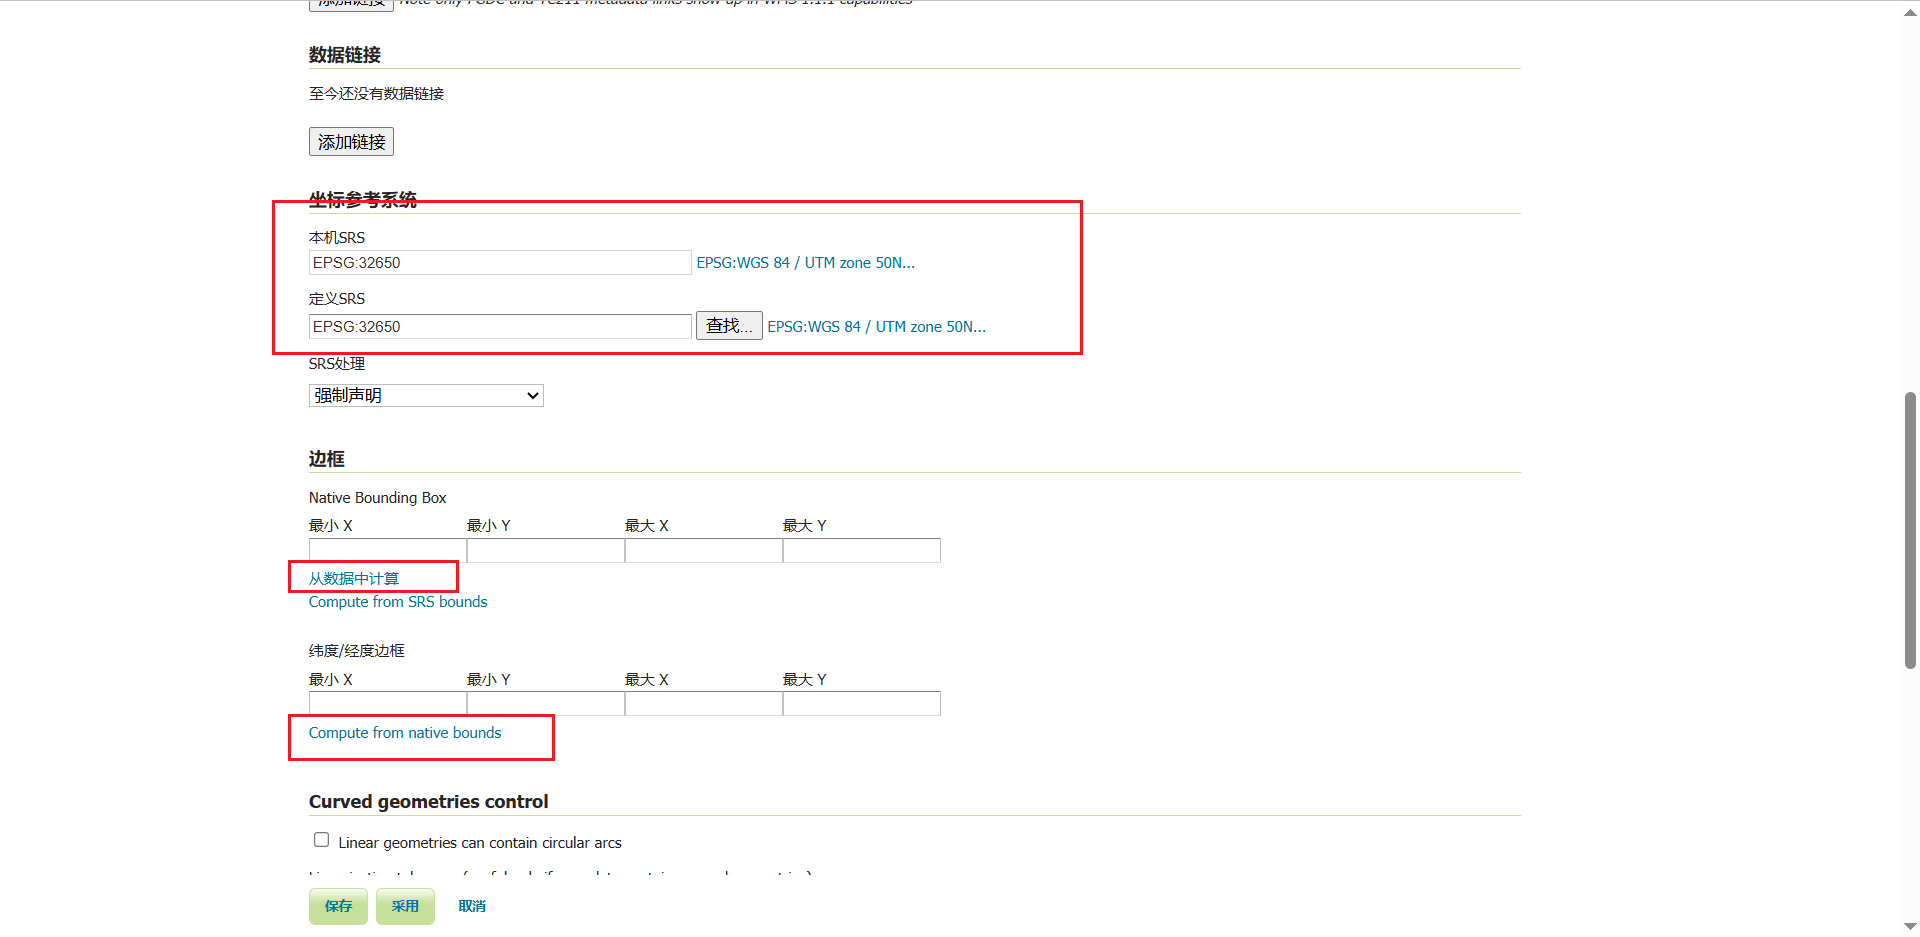 添加链接 Note only FGDC and TC211 metadata links show up in WMS 1.1.1 capabilities
数据链接
至今还没有数据链接
添加链接
坐标参考系统
本机SRS
EPSG:32650 EPSG:WGS 84 / UTM zone 50N...
定义SRS
EPSG:32650 查找... EPSG:WGS 84 / UTM zone 50N...
SRS处理
强制声明
边框
Native Bounding Box
最小 X 最小 Y 最大 X 最大 Y
从数据中计算
Compute from SRS bounds
纬度/经度边框
最小 X 最小 Y 最大 X 最大 Y
Compute from native bounds
Curved geometries control
Linear geometries can contain circular arcs
保存 采用 取消